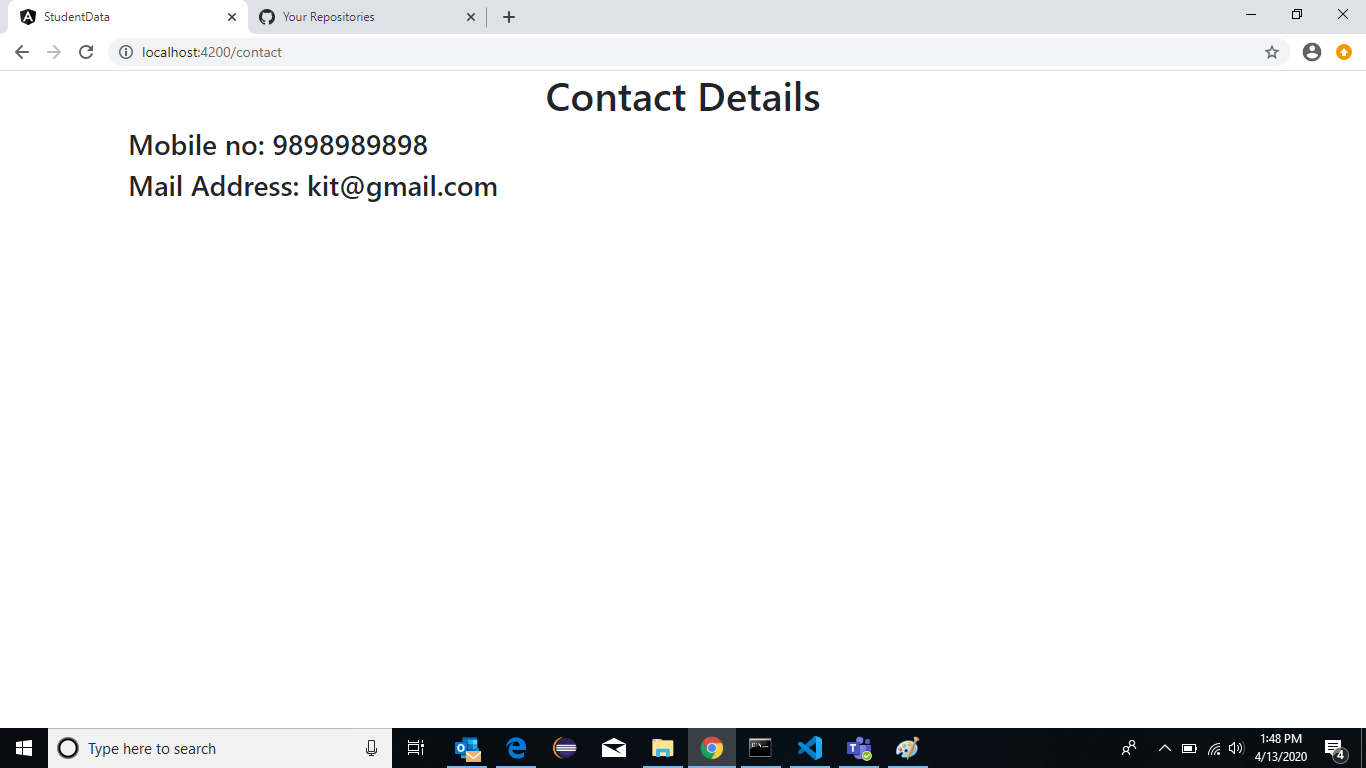 StudentData
Your Repositories
localhost:4200/contact
Contact Details
Mobile no: 9898989898
Mail Address: kit@gmail.com
Type here to search
1:48 PM
4/13/2020
4